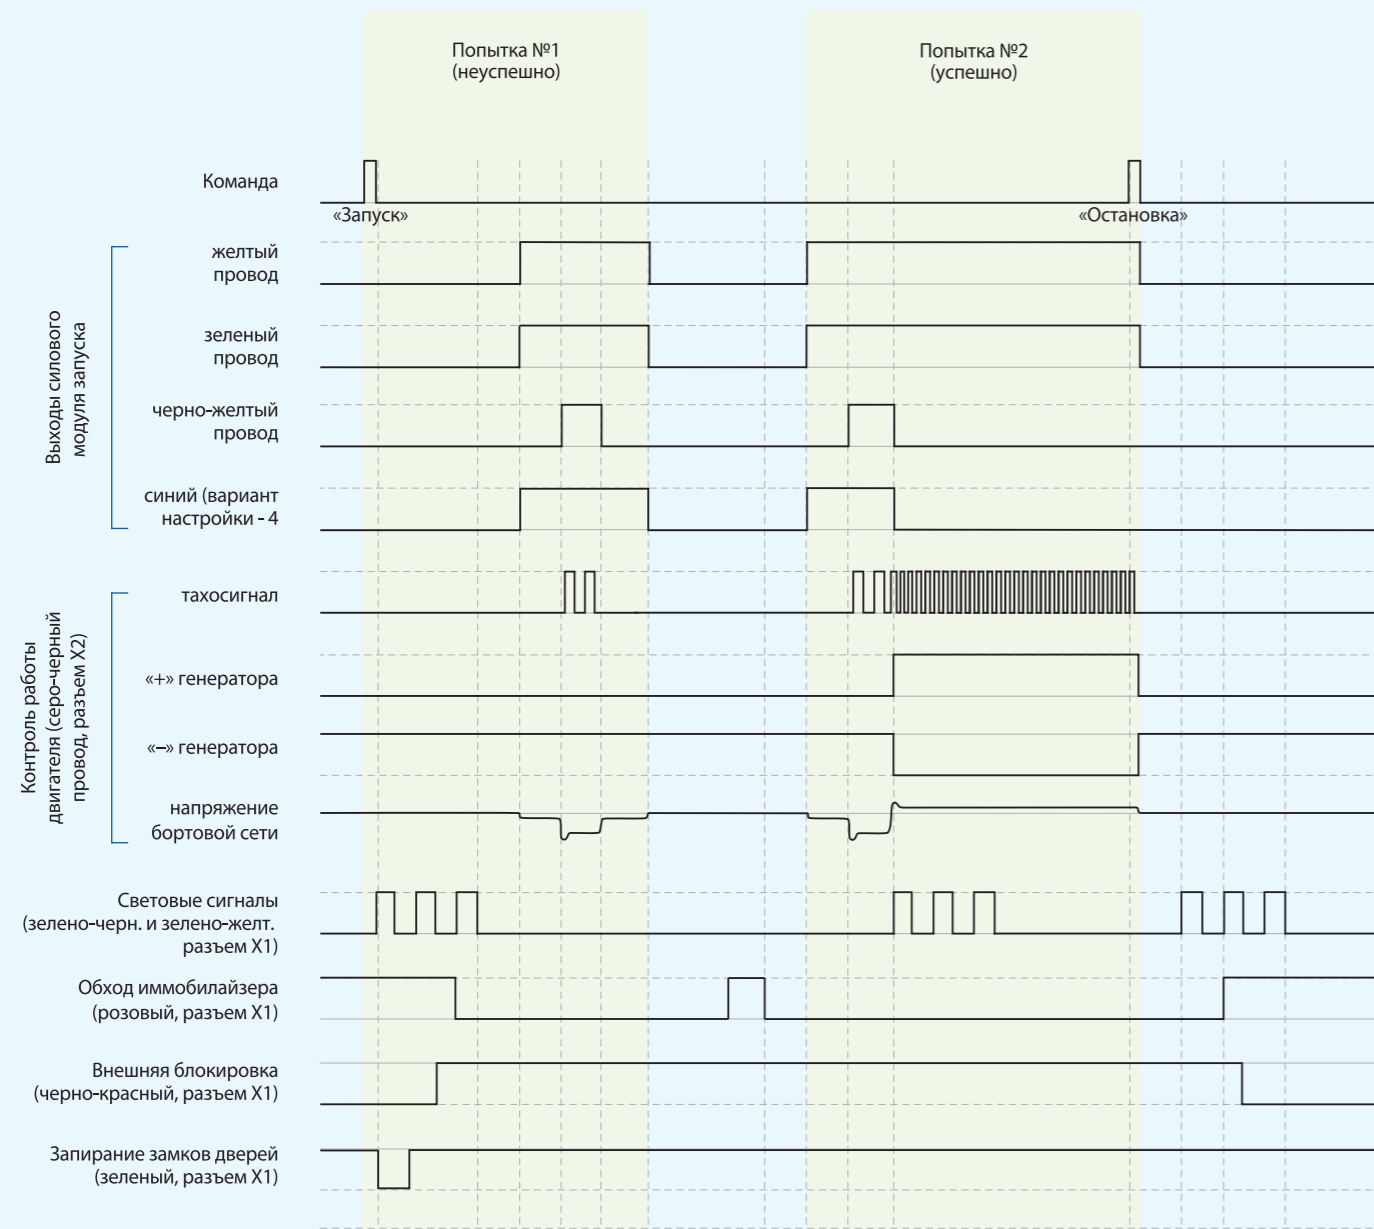 Попытка №1
(неуспешно)
Попытка №2
(успешно)
Команда
«Запуск»
«Остановка»
Выходы силового
модуля запуска
желтый
провод
зеленый
провод
черно-желтый
провод
синий (вариант
настройки - 4
Контроль работы
двигателя (серо-черный
провод, разъем X2)
тахосигнал
«+» генератора
«–» генератора
напряжение
бортовой сети
Световые сигналы
(зелено-черн. и зелено-желт.
разъем X1)
Обход иммобилайзера
(розовый, разъем X1)
Внешняя блокировка
(черно-красный, разъем X1)
Запирание замков дверей
(зеленый, разъем X1)